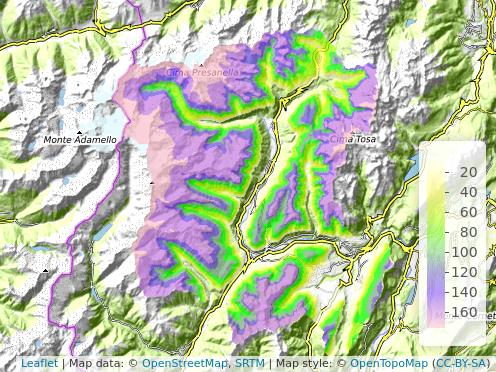 Cima Presanella
Monte Adamello
Cima Tosa
20
40
60
80
100
120
140
160
Leaflet | Map data: © OpenStreetMap, SRTM | Map style: © OpenTopoMap (CC-BY-SA)